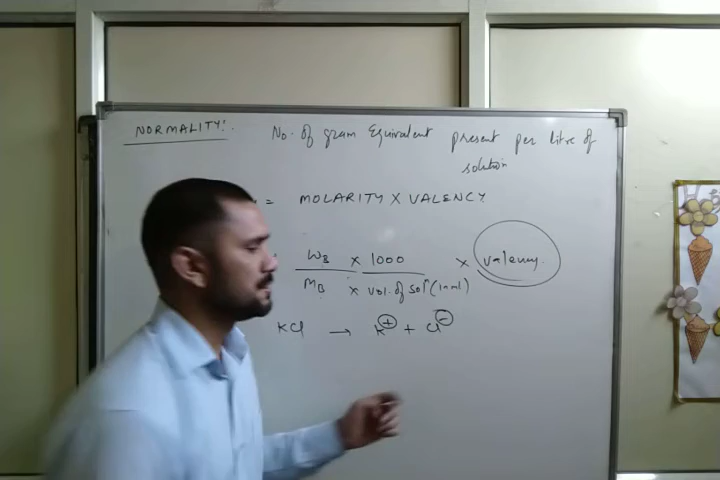 NORMALITY:. No. of gram Equivalent present per litre of
solution
= MOLARITY X VALENCY
WB × 1000 × valency.
MB × vol. of sol (in ml)
KCl → K⊕ + Cl⊖